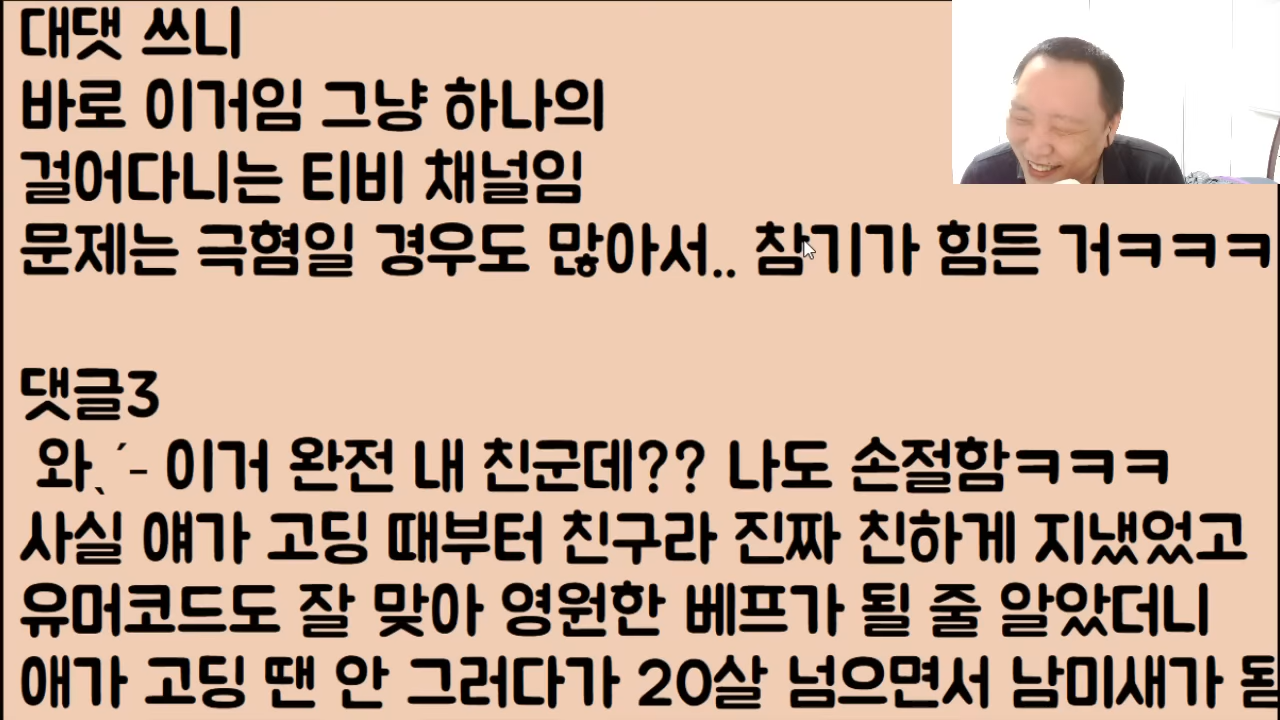 대댓 쓰니
바로 이거임 그냥 하나의
걸어다니는 티비 채널임
문제는 극혐일 경우도 많아서.. 참기가 힘든 거ㅋㅋㅋ
댓글3
와ˎˊ- 이거 완전 내 친군데?? 나도 손절함ㅋㅋㅋ
사실 얘가 고딩 때부터 친구라 진짜 친하게 지냈었고
유머코드도 잘 맞아 영원한 베프가 될 줄 알았더니
애가 고딩 땐 안 그러다가 20살 넘으면서 남미새가